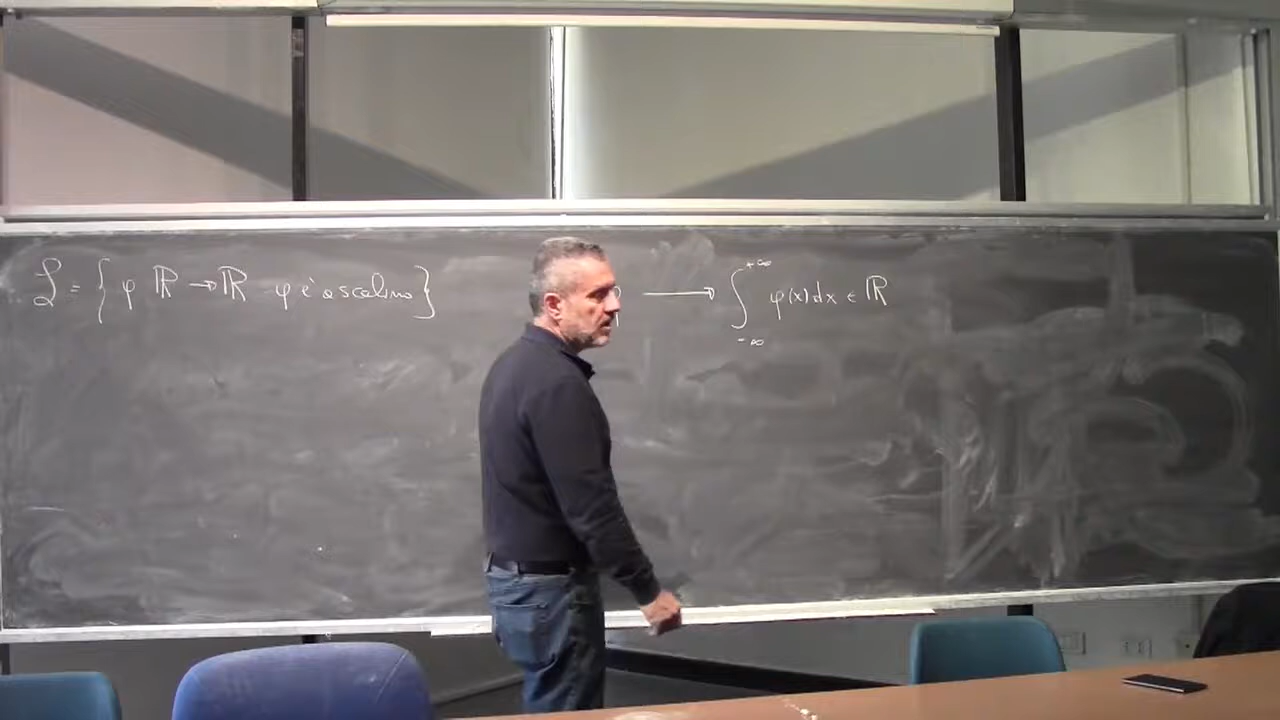 ℒ = { φ ℝ → ℝ φ è a scalino } φ ⟶ ∫_{-∞}^{+∞} φ(x) dx ∈ ℝ